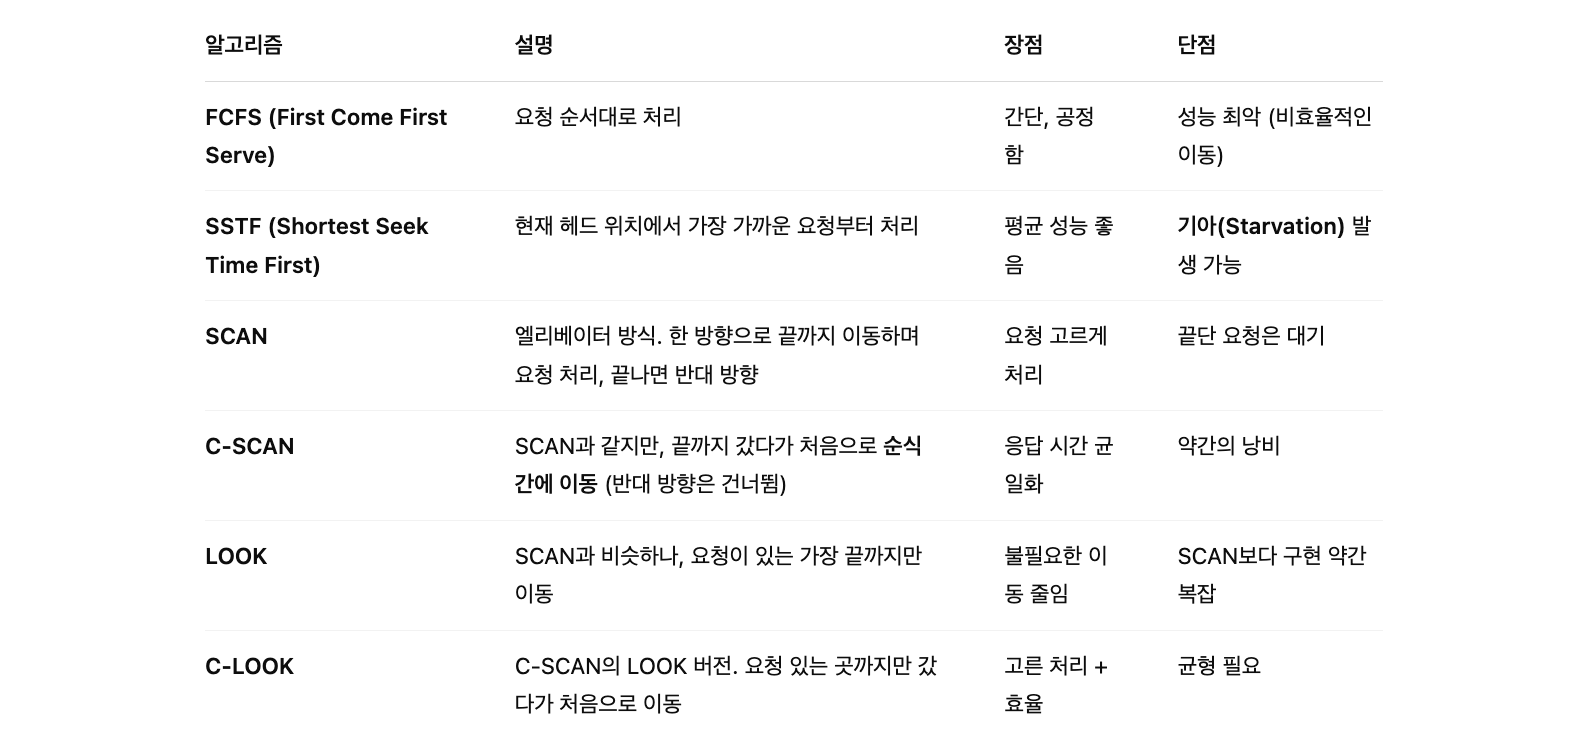 알고리즘 설명 장점 단점
FCFS (First Come First 요청 순서대로 처리 간단, 공정 성능 최악 (비효율적인
Serve) 함 이동)
SSTF (Shortest Seek 현재 헤드 위치에서 가장 가까운 요청부터 처리 평균 성능 좋 기아(Starvation) 발
Time First) 음 생 가능
SCAN 엘리베이터 방식. 한 방향으로 끝까지 이동하며 요청 고르게 끝단 요청은 대기
요청 처리, 끝나면 반대 방향 처리
C-SCAN SCAN과 같지만, 끝까지 갔다가 처음으로 순식 응답 시간 균 약간의 낭비
간에 이동 (반대 방향은 건너뜀) 일화
LOOK SCAN과 비슷하나, 요청이 있는 가장 끝까지만 불필요한 이 SCAN보다 구현 약간
이동 동 줄임 복잡
C-LOOK C-SCAN의 LOOK 버전. 요청 있는 곳까지만 갔 고른 처리 + 균형 필요
다가 처음으로 이동 효율